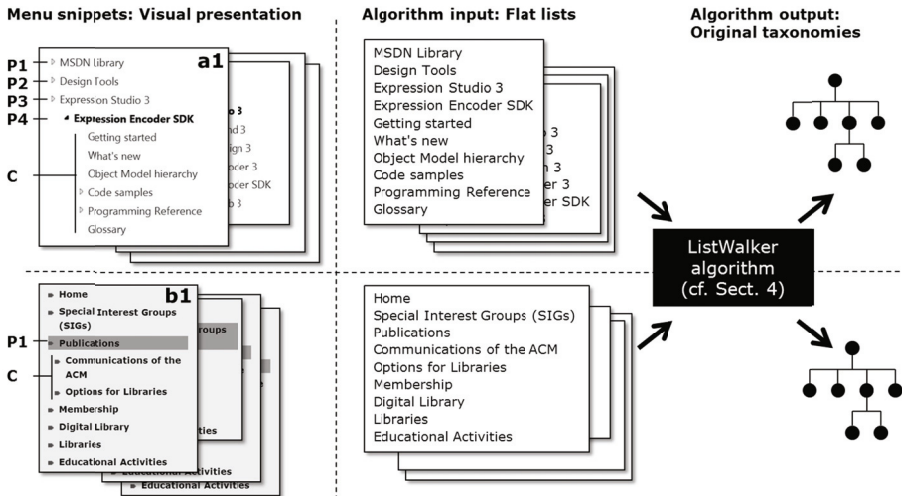 Menu snippets: Visual presentation
Algorithm input: Flat lists
Algorithm output:
Original taxonomies
a1
P1
MSDN Library
P2
Design Tools
P3
Expression Studio 3
P4
Expression Encoder SDK
Getting started
What's new
C
Object Model hierarchy
Code samples
Programming Reference
Glossary
MSDN Library
Design Tools
Expression Studio 3
Expression Encoder SDK
Getting started
What's new
Object Model hierarchy
Code samples
Programming Reference
Glossary
ListWalker
algorithm
(cf. Sect. 4)
b1
Home
Special Interest Groups
(SIGs)
P1
Publications
C
Communications of the
ACM
Options for Libraries
Membership
Digital Library
Libraries
Educational Activities
Educational Activities
Home
Special Interest Groups (SIGs)
Publications
Communications of the ACM
Options for Libraries
Membership
Digital Library
Libraries
Educational Activities